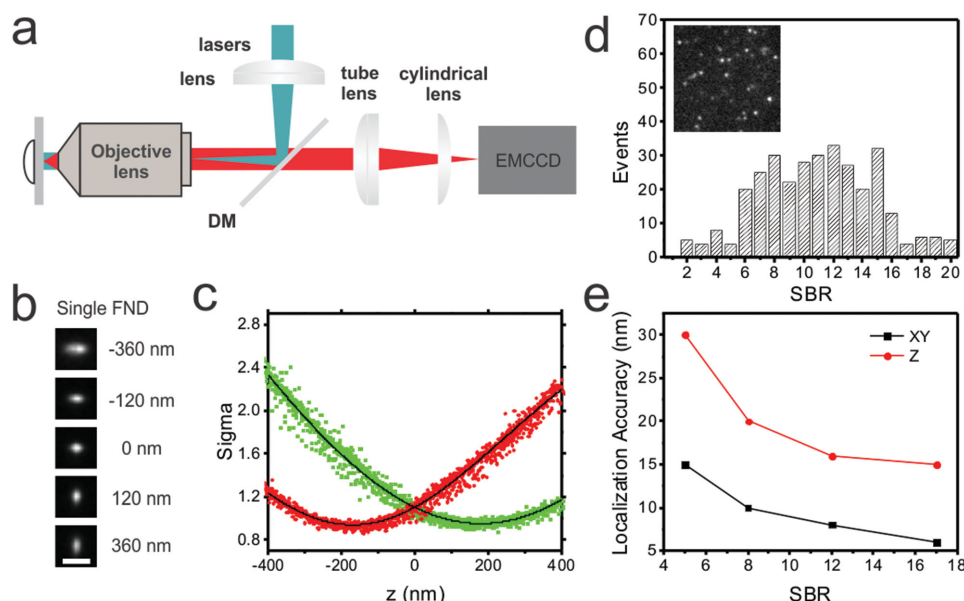 a
lasers
lens
tube
lens
cylindrical
lens
Objective
lens
EMCCD
DM
b
Single FND
-360 nm
-120 nm
0 nm
120 nm
360 nm
c
2.8
2.4
2.0
1.6
1.2
0.8
Sigma
-400 -200 0 200 400
z (nm)
d
70
60
50
40
30
20
10
0
Events
2 4 6 8 10 12 14 16 18 20
SBR
e
30
25
20
15
10
5
Localization Accuracy (nm)
XY
Z
4 6 8 10 12 14 16 18
SBR